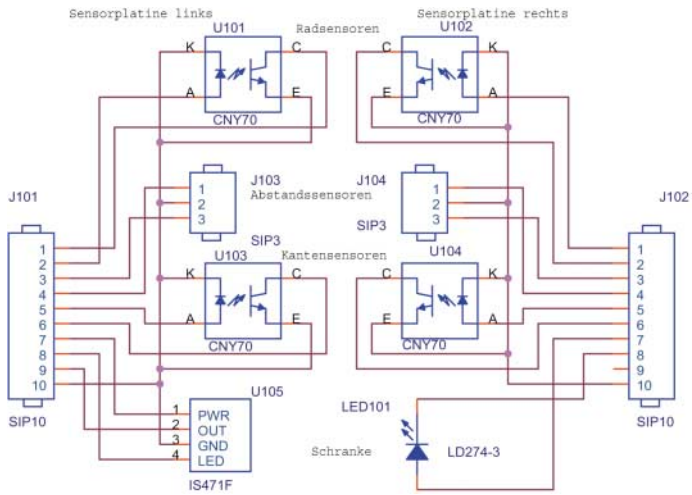 Sensorplatine links
Sensorplatine rechts
U101
Radsensoren
U102
K
C
C
K
A
E
E
A
CNY70
CNY70
J101
J103
J104
J102
1
2
3
Abstandssensoren
1
2
3
SIP3
SIP3
1
2
3
4
5
6
7
8
9
10
SIP10
1
2
3
4
5
6
7
8
9
10
SIP10
U103
Kantensensoren
U104
K
C
C
K
A
E
E
A
CNY70
CNY70
U105
1 PWR
2 OUT
3 GND
4 LED
IS471F
LED101
Schranke
LD274-3